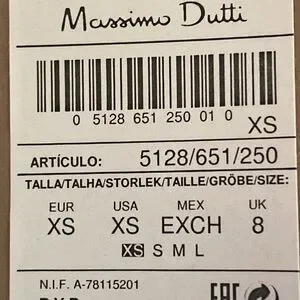 Massimo Dutti
0 5128 651 250 01 0
XS
ARTÍCULO: 5128/651/250
TALLA/TALHA/STORLEK/TAILLE/GRÖBE/SIZE:
EUR USA MEX UK
XS XS EXCH 8
XS S M L
N.I.F. A-78115201
EAC